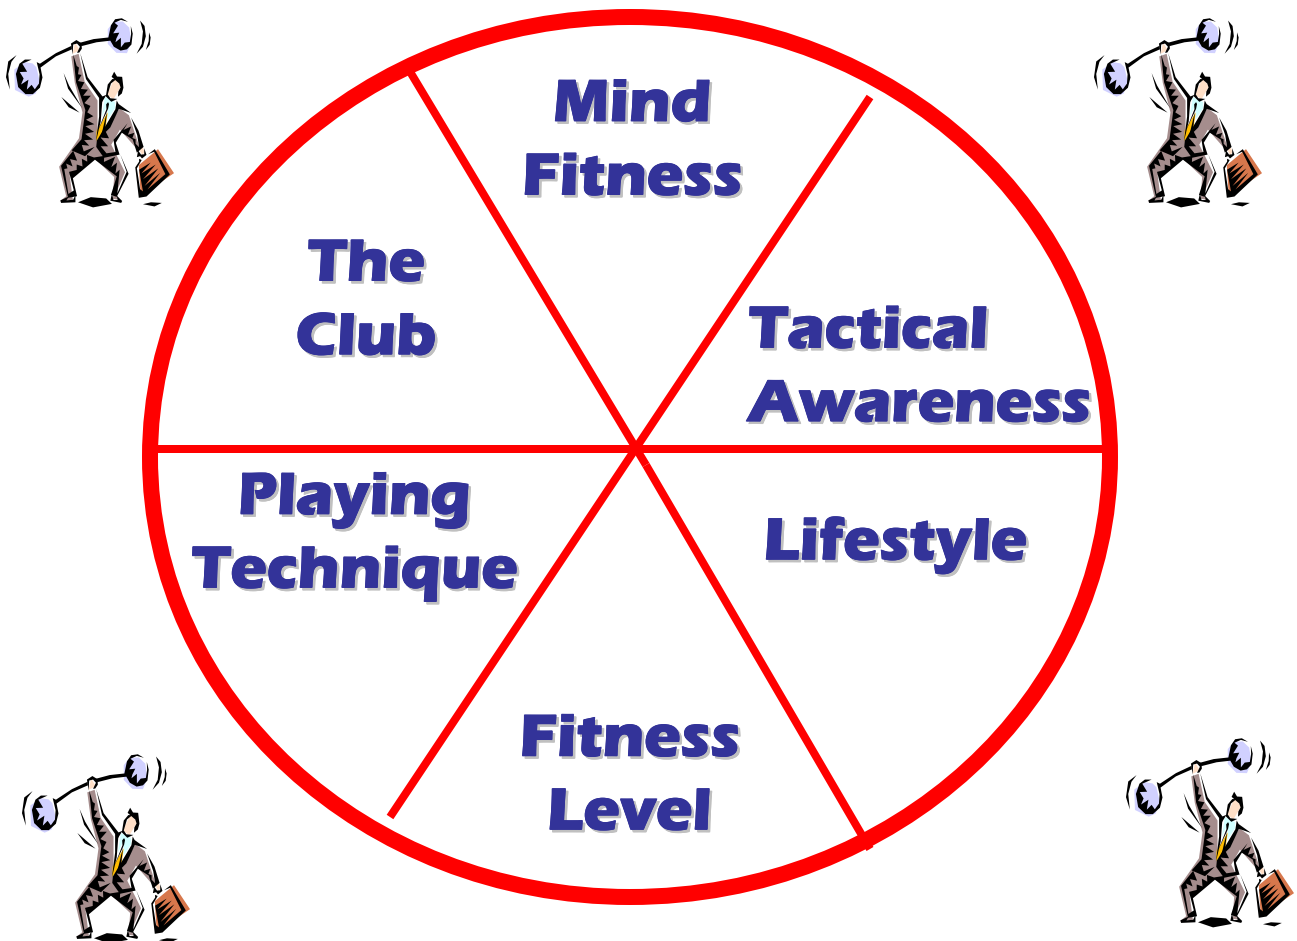 Mind
Fitness
The
Club
Tactical
Awareness
Playing
Technique
Lifestyle
Fitness
Level